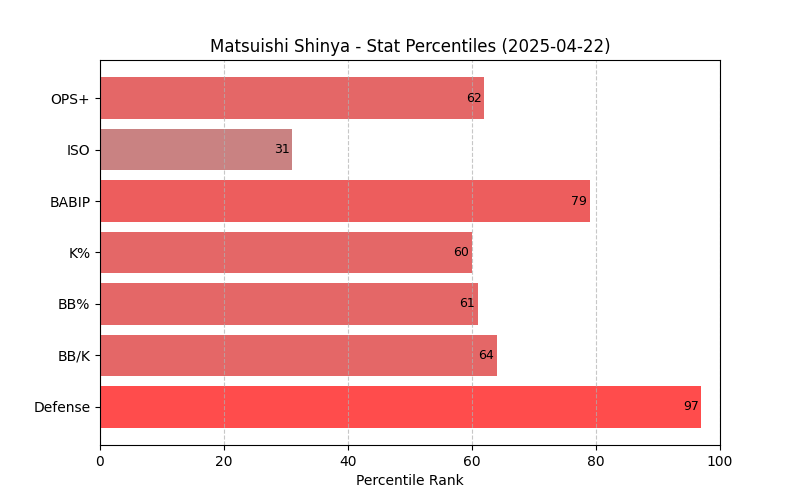 Matsuishi Shinya - Stat Percentiles (2025-04-22)
OPS+ 62
ISO 31
BABIP 79
K% 60
BB% 61
BB/K 64
Defense 97
0 20 40 60 80 100
Percentile Rank